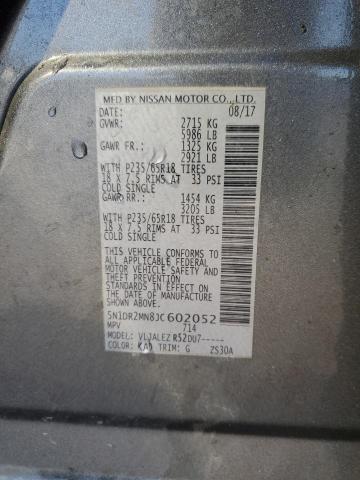 MFD BY NISSAN MOTOR CO., LTD.
DATE: 08/17
GVWR: 2715 KG
5986 LB
GAWR FR.: 1325 KG
2921 LB
WITH P235/65R18 TIRES
18 X 7.5 RIMS AT 33 PSI
COLD SINGLE
GAWR RR.: 1454 KG
3205 LB
WITH P235/65R18 TIRES
18 X 7.5 RIMS AT 33 PSI
COLD SINGLE
THIS VEHICLE CONFORMS TO
ALL APPLICABLE FEDERAL
MOTOR VEHICLE SAFETY AND
THEFT PREVENTION STANDARDS
IN EFFECT ON THE DATE OF
MANUFACTURE SHOWN ABOVE.
5N1DR2MN8JC602052
MPV 714
MODEL: VLJALEZ R52DU7-----
COLOR: KAD TRIM: G ZS30A